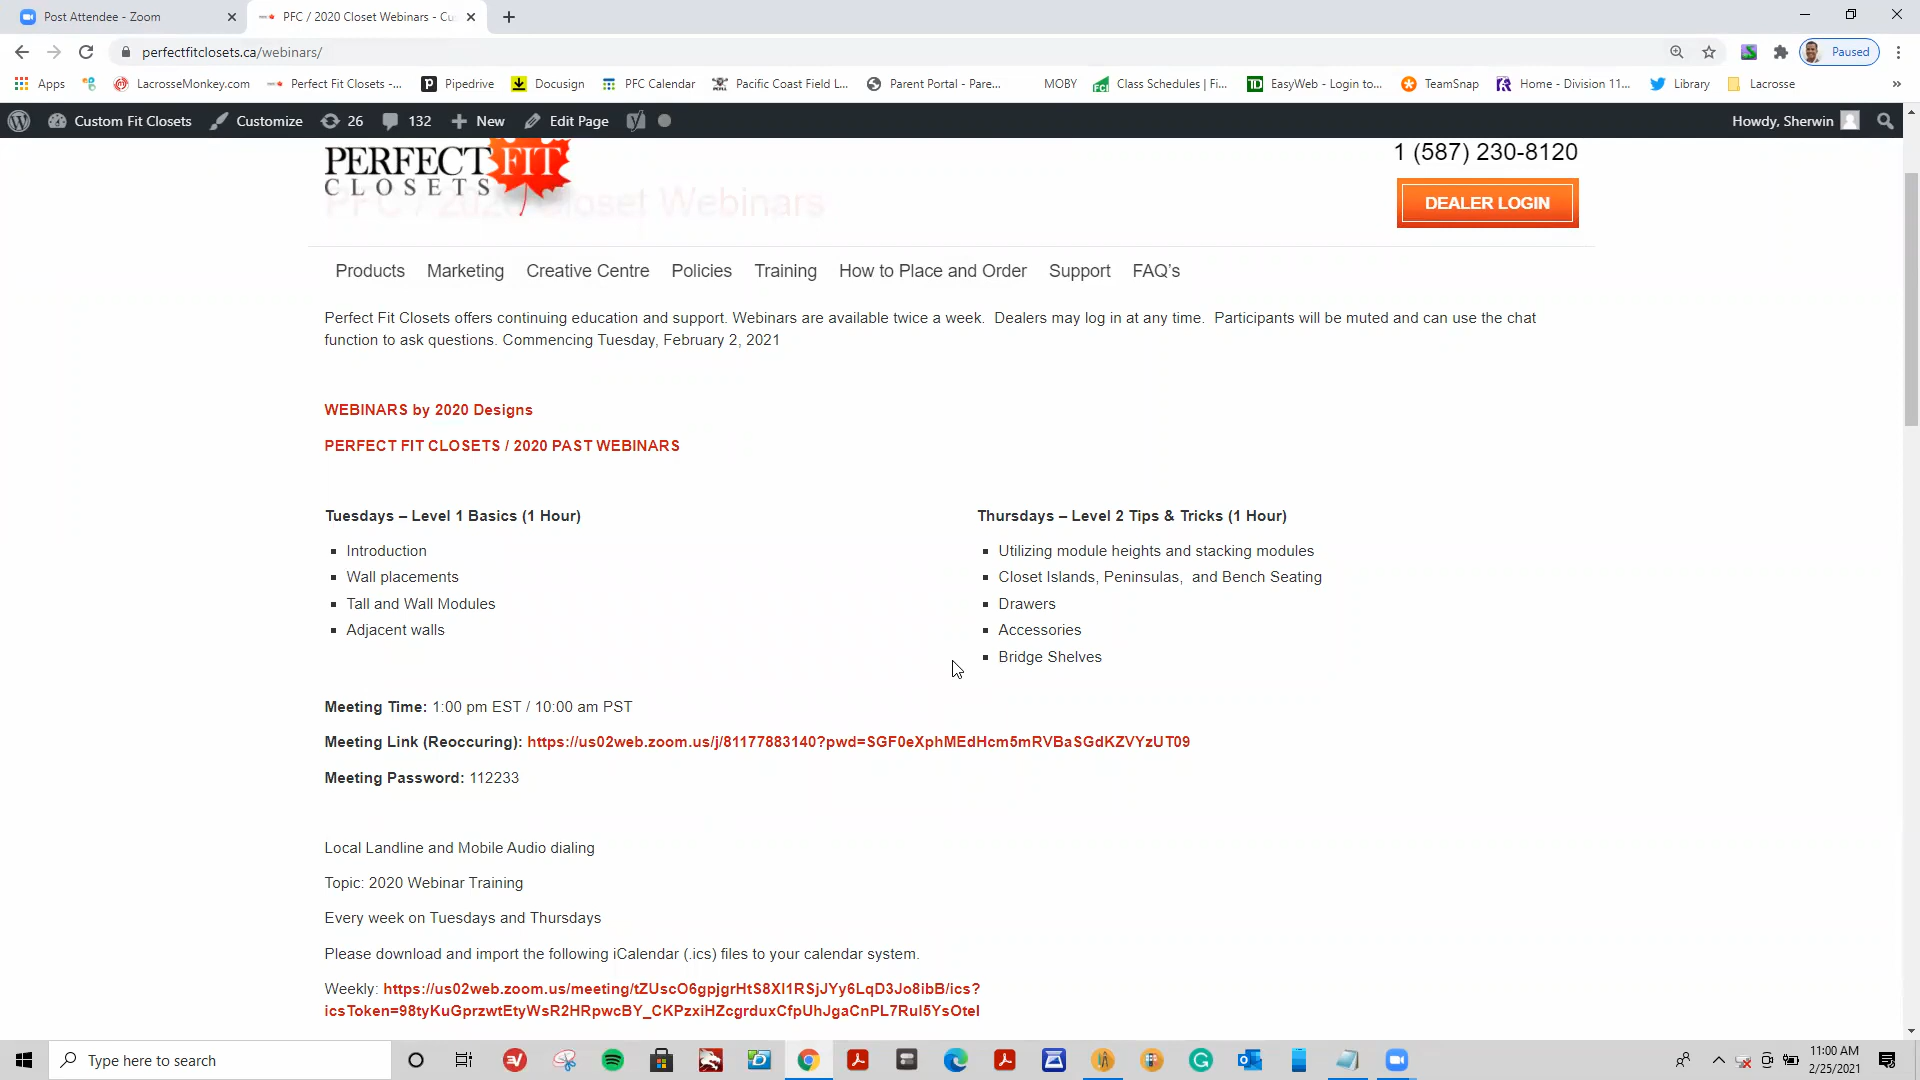 Post Attendee - Zoom
PFC / 2020 Closet Webinars - Cu
perfectfitclosets.ca/webinars/
Paused
Apps
LacrosseMonkey.com
Perfect Fit Closets -...
Pipedrive
Docusign
PFC Calendar
Pacific Coast Field L...
Parent Portal - Pare...
MOBY
Class Schedules | Fi...
EasyWeb - Login to...
TeamSnap
Home - Division 11...
Library
Lacrosse
Custom Fit Closets
Customize
26
132
New
Edit Page
Howdy, Sherwin
PERFECT FIT
CLOSETS
PFC / 2020 Closet Webinars
1 (587) 230-8120
DEALER LOGIN
Products Marketing Creative Centre Policies Training How to Place and Order Support FAQ's
Perfect Fit Closets offers continuing education and support. Webinars are available twice a week.  Dealers may log in at any time.  Participants will be muted and can use the chat
function to ask questions. Commencing Tuesday, February 2, 2021
WEBINARS by 2020 Designs
PERFECT FIT CLOSETS / 2020 PAST WEBINARS
Tuesdays – Level 1 Basics (1 Hour)
Introduction
Wall placements
Tall and Wall Modules
Adjacent walls
Thursdays – Level 2 Tips & Tricks (1 Hour)
Utilizing module heights and stacking modules
Closet Islands, Peninsulas,  and Bench Seating
Drawers
Accessories
Bridge Shelves
Meeting Time: 1:00 pm EST / 10:00 am PST
Meeting Link (Reoccuring): https://us02web.zoom.us/j/81177883140?pwd=SGF0eXphMEdHcm5mRVBaSGdKZVYzUT09
Meeting Password: 112233
Local Landline and Mobile Audio dialing
Topic: 2020 Webinar Training
Every week on Tuesdays and Thursdays
Please download and import the following iCalendar (.ics) files to your calendar system.
Weekly: https://us02web.zoom.us/meeting/tZUscO6gpjgrHtS8XI1RSjJYy6LqD3Jo8ibB/ics?
icsToken=98tyKuGprzwtEtyWsR2HRpwcBY_CKPzxiHZcgrduxCfpUhJgaCnPL7RuI5YsOteI
Type here to search
11:00 AM
2/25/2021